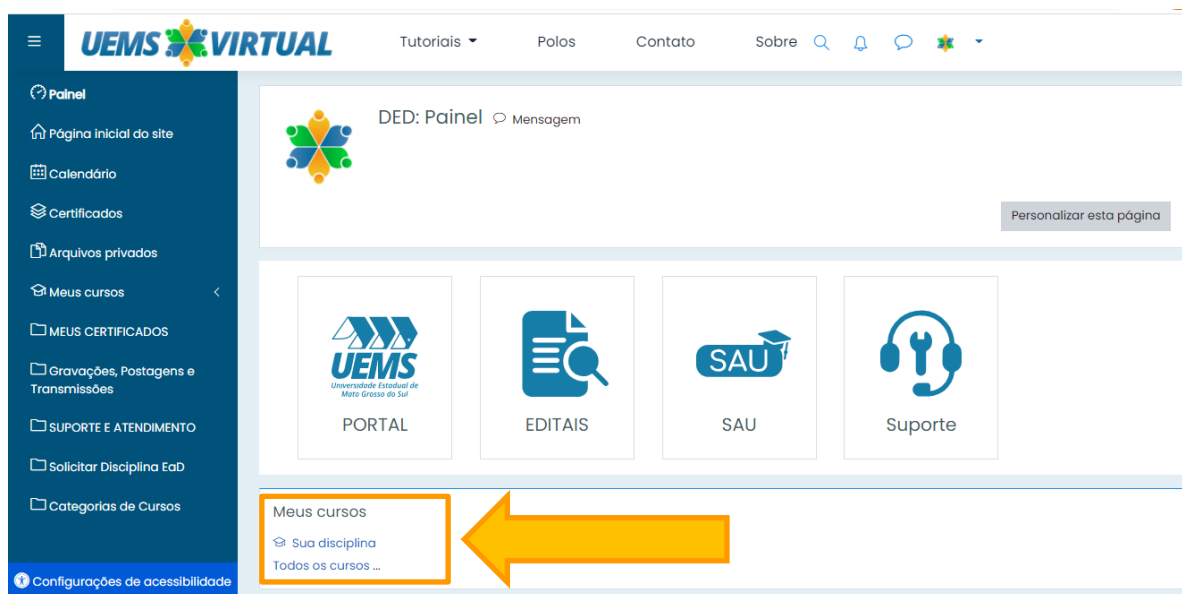 UEMS VIRTUAL
Tutoriais
Polos
Contato
Sobre
Painel
Página inicial do site
Calendário
Certificados
Arquivos privados
Meus cursos
MEUS CERTIFICADOS
Gravações, Postagens e
Transmissões
SUPORTE E ATENDIMENTO
Solicitar Disciplina EaD
Categorias de Cursos
Configurações de acessibilidade
DED: Painel
Mensagem
Personalizar esta página
UEMS
Universidade Estadual de
Mato Grosso do Sul
PORTAL
EDITAIS
SAU
SAU
Suporte
Meus cursos
Sua disciplina
Todos os cursos ...